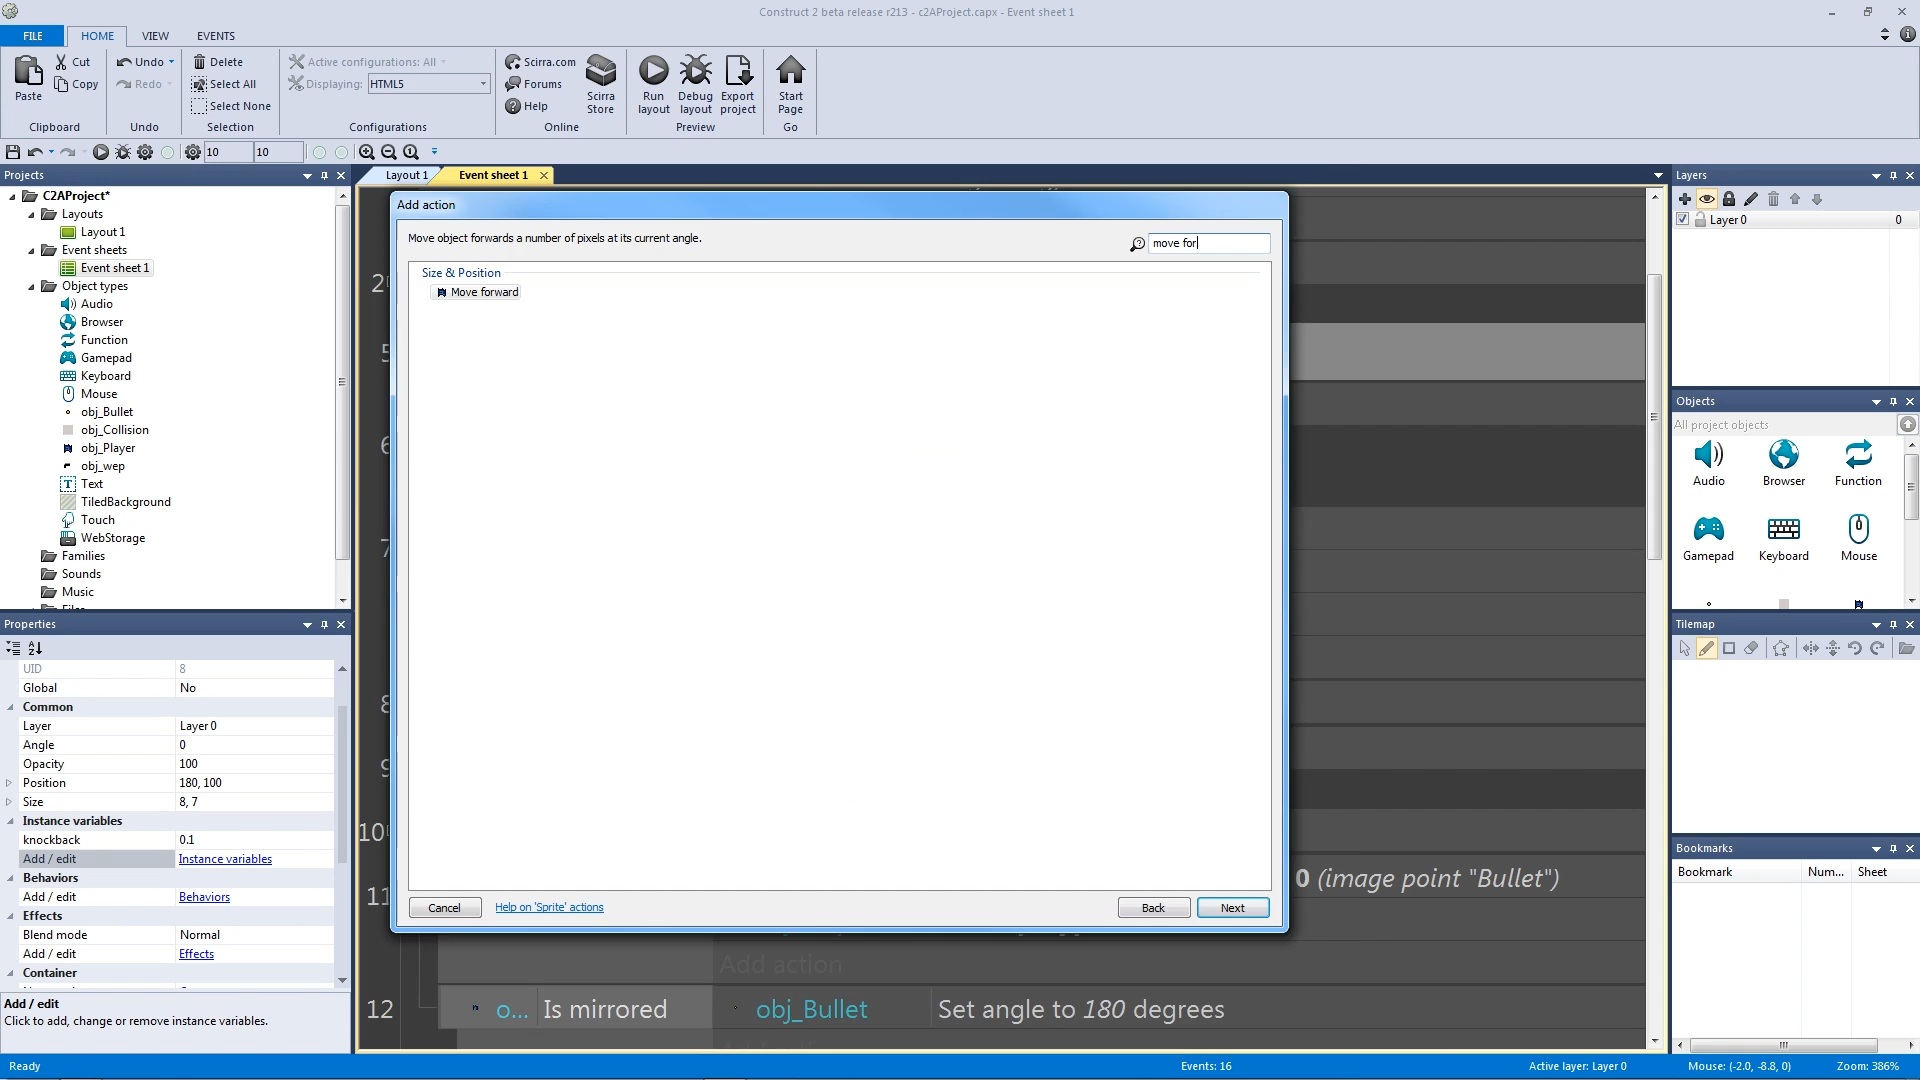 Construct 2 beta release r213 - c2AProject.capx - Event sheet 1
FILE
HOME
VIEW
EVENTS
Paste
Cut
Copy
Clipboard
Undo
Redo
Undo
Delete
Select All
Select None
Selection
Active configurations: All
Displaying:
HTML5
Configurations
Scirra.com
Forums
Help
Scirra
Store
Online
Run
layout
Debug
layout
Export
project
Preview
Start
Page
Go
10
10
Projects
C2AProject*
Layouts
Layout 1
Event sheets
Event sheet 1
Object types
Audio
Browser
Function
Gamepad
Keyboard
Mouse
obj_Bullet
obj_Collision
obj_Player
obj_wep
Text
TiledBackground
Touch
WebStorage
Families
Sounds
Music
Properties
UID 8
Global No
Common
Layer Layer 0
Angle 0
Opacity 100
Position 180, 100
Size 8, 7
Instance variables
knockback 0.1
Add / edit Instance variables
Behaviors
Add / edit Behaviors
Effects
Blend mode Normal
Add / edit Effects
Container
Add / edit
Click to add, change or remove instance variables.
Layout 1
Event sheet 1
Add action
Move object forwards a number of pixels at its current angle.
move for
Size & Position
Move forward
Cancel
Help on 'Sprite' actions
Back
Next
2
5
6
7
8
9
10
11
0 (image point "Bullet")
Add action
12
o...
Is mirrored
obj_Bullet
Set angle to 180 degrees
Layers
Layer 0 0
Objects
All project objects
Audio
Browser
Function
Gamepad
Keyboard
Mouse
Tilemap
Bookmarks
Bookmark Num... Sheet
Ready
Events: 16
Active layer: Layer 0
Mouse: (-2.0, -8.8, 0)
Zoom: 386%